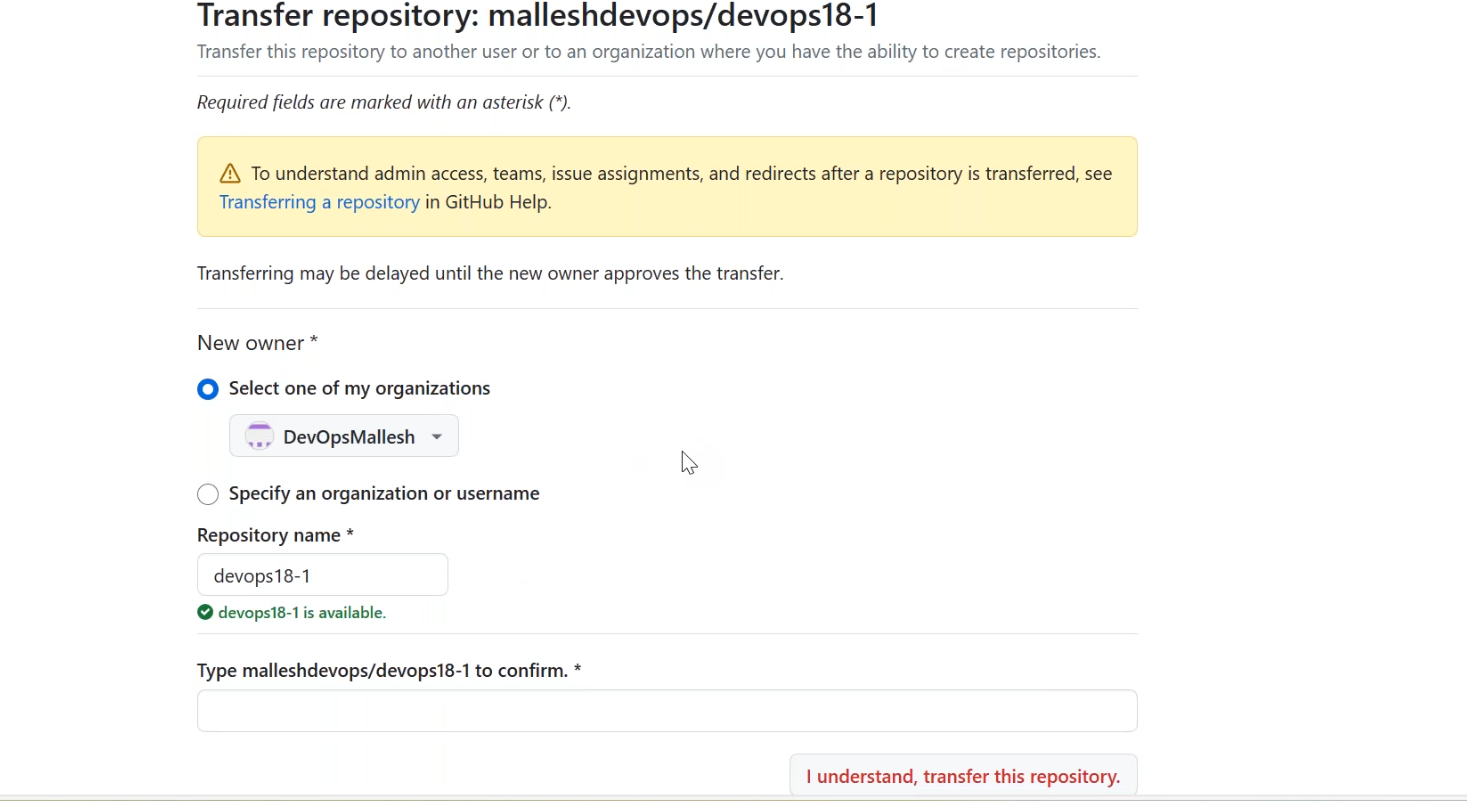 Transfer repository: malleshdevops/devops18-1
Transfer this repository to another user or to an organization where you have the ability to create repositories.
Required fields are marked with an asterisk (*).
To understand admin access, teams, issue assignments, and redirects after a repository is transferred, see
Transferring a repository in GitHub Help.
Transferring may be delayed until the new owner approves the transfer.
New owner *
Select one of my organizations
DevOpsMallesh
Specify an organization or username
Repository name *
devops18-1
devops18-1 is available.
Type malleshdevops/devops18-1 to confirm. *
I understand, transfer this repository.